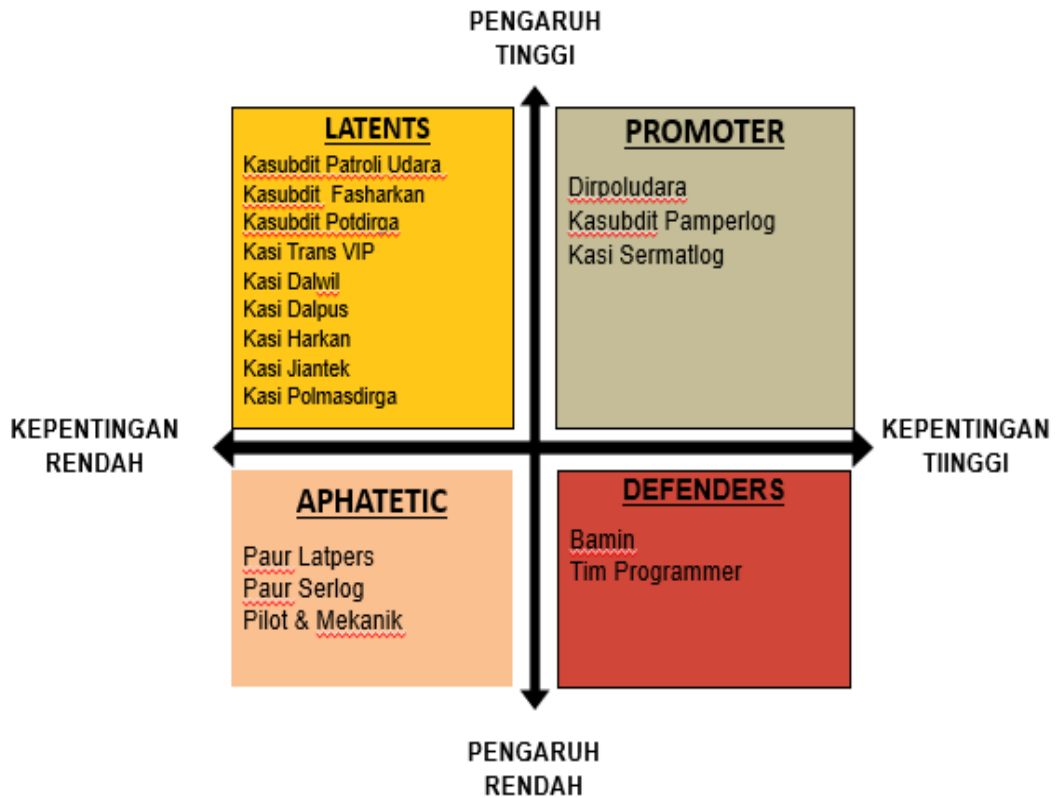 PENGARUH
TINGGI
LATENTS
Kasubdit Patroli Udara
Kasubdit Fasharkan
Kasubdit Potdirga
Kasi Trans VIP
Kasi Dalwil
Kasi Dalpus
Kasi Harkan
Kasi Jiantek
Kasi Polmasdirga
PROMOTER
Dirpoludara
Kasubdit Pamperlog
Kasi Sermatlog
KEPENTINGAN
RENDAH
KEPENTINGAN
TIINGGI
APHATETIC
Paur Latpers
Paur Serlog
Pilot & Mekanik
DEFENDERS
Bamin
Tim Programmer
PENGARUH
RENDAH